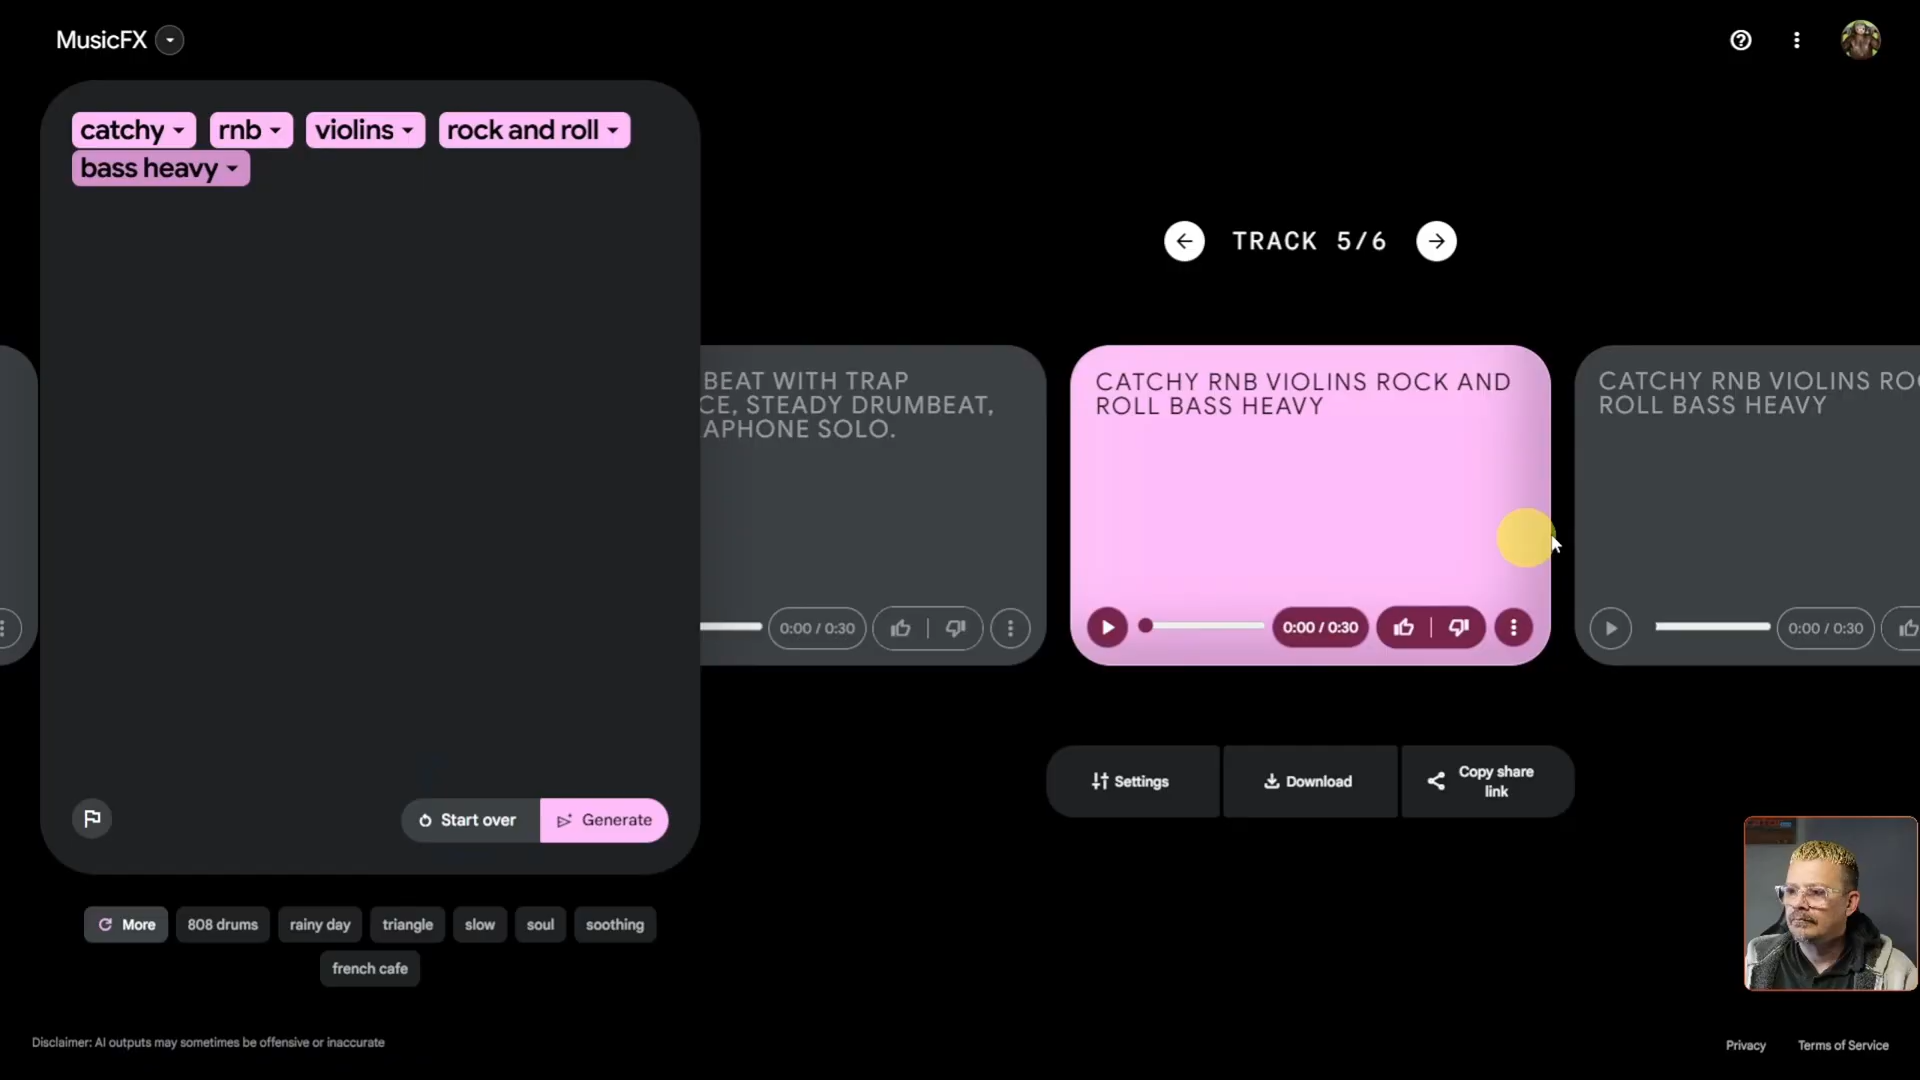 MusicFX
catchy rnb violins rock and roll
bass heavy
TRACK 5/6
BEAT WITH TRAP
CE, STEADY DRUMBEAT,
APHONE SOLO.
0:00 / 0:30
CATCHY RNB VIOLINS ROCK AND
ROLL BASS HEAVY
0:00 / 0:30
CATCHY RNB VIOLINS RO
ROLL BASS HEAVY
0:00 / 0:30
Settings
Download
Copy share
link
Start over
Generate
More
808 drums
rainy day
triangle
slow
soul
soothing
french cafe
Disclaimer: AI outputs may sometimes be offensive or inaccurate
Privacy
Terms of Service